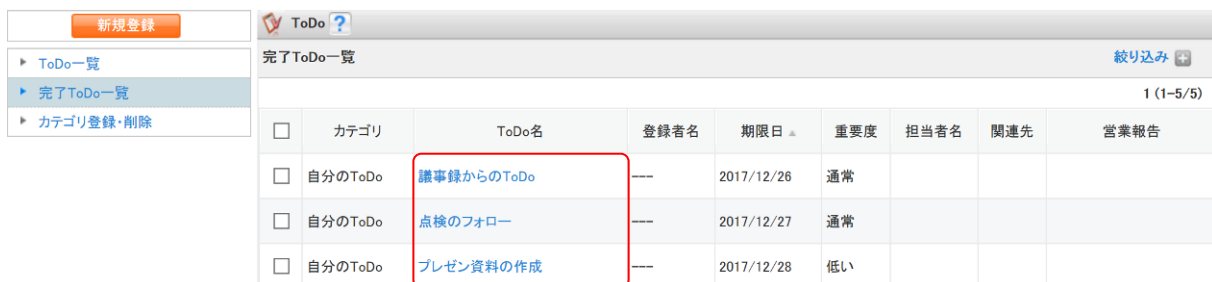 新規登録
ToDo一覧
完了ToDo一覧
カテゴリ登録・削除
ToDo ?
完了ToDo一覧 絞り込み
1 (1-5/5)
カテゴリ ToDo名 登録者名 期限日 重要度 担当者名 関連先 営業報告
自分のToDo 議事録からのToDo --- 2017/12/26 通常
自分のToDo 点検のフォロー --- 2017/12/27 通常
自分のToDo プレゼン資料の作成 --- 2017/12/28 低い